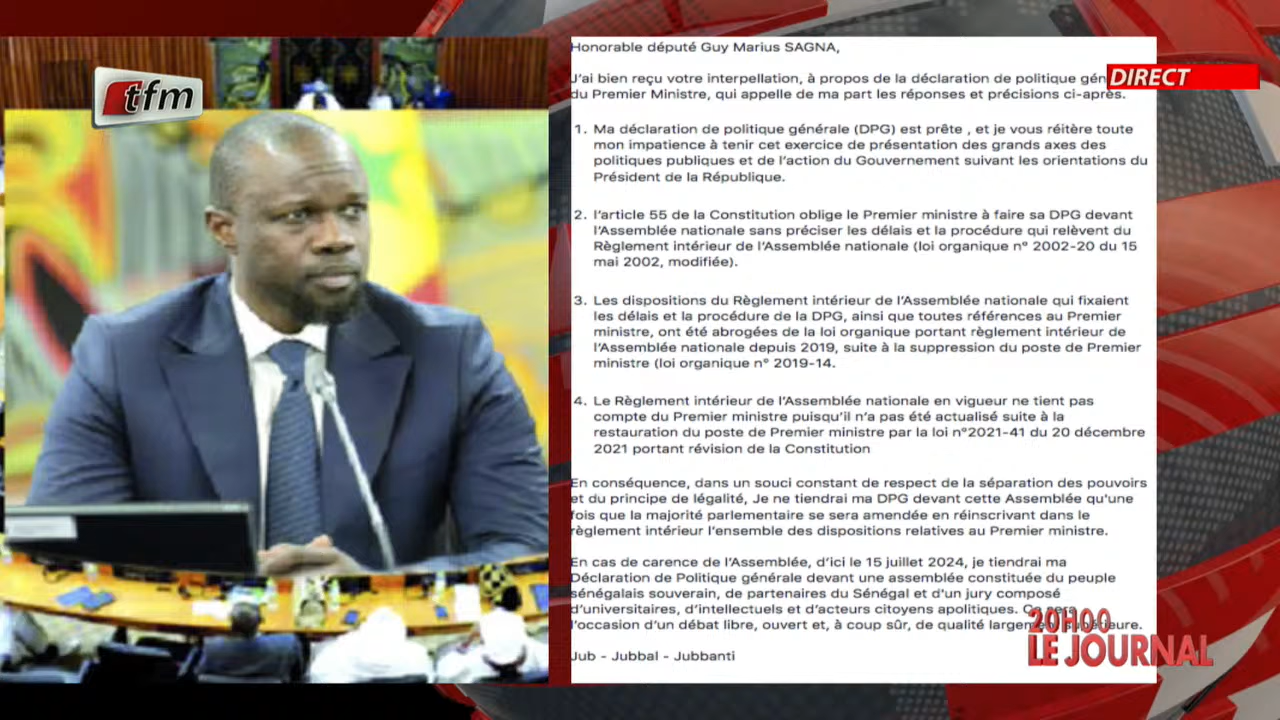 tfm
DIRECT
Honorable député Guy Marius SAGNA,
J'ai bien reçu votre interpellation, à propos de la déclaration de politique
du Premier Ministre, qui appelle de ma part les réponses et précisions ci-après.
1. Ma déclaration de politique générale (DPG) est prête , et je vous réitère toute
mon impatience à tenir cet exercice de présentation des grands axes des
politiques publiques et de l'action du Gouvernement suivant les orientations du
Président de la République.
2. l'article 55 de la Constitution oblige le Premier ministre à faire sa DPG devant
l'Assemblée nationale sans préciser les délais et la procédure qui relèvent du
Règlement intérieur de l'Assemblée nationale (loi organique n° 2002-20 du 15
mai 2002, modifiée).
3. Les dispositions du Règlement intérieur de l'Assemblée nationale qui fixaient
les délais et la procédure de la DPG, ainsi que toutes références au Premier
ministre, ont été abrogées de la loi organique portant règlement intérieur de
l'Assemblée nationale depuis 2019, suite à la suppression du poste de Premier
ministre (loi organique n° 2019-14.
4. Le Règlement intérieur de l'Assemblée nationale en vigueur ne tient pas
compte du Premier ministre puisqu'il n'a pas été actualisé suite à la
restauration du poste de Premier ministre par la loi n°2021-41 du 20 décembre
2021 portant révision de la Constitution
En conséquence, dans un souci constant de respect de la séparation des pouvoirs
et du principe de légalité, Je ne tiendrai ma DPG devant cette Assemblée qu'une
fois que la majorité parlementaire se sera amendée en réinscrivant dans le
règlement intérieur l'ensemble des dispositions relatives au Premier ministre.
En cas de carence de l'Assemblée, d'ici le 15 juillet 2024, je tiendrai ma
Déclaration de Politique générale devant une assemblée constituée du peuple
sénégalais souverain, de partenaires du Sénégal et d'un jury composé
d'universitaires, d'intellectuels et d'acteurs citoyens apolitiques.
l'occasion d'un débat libre, ouvert et, à coup sûr, de qualité largement supérieure.
Jub - Jubbal - Jubbanti
20H00
LE JOURNAL